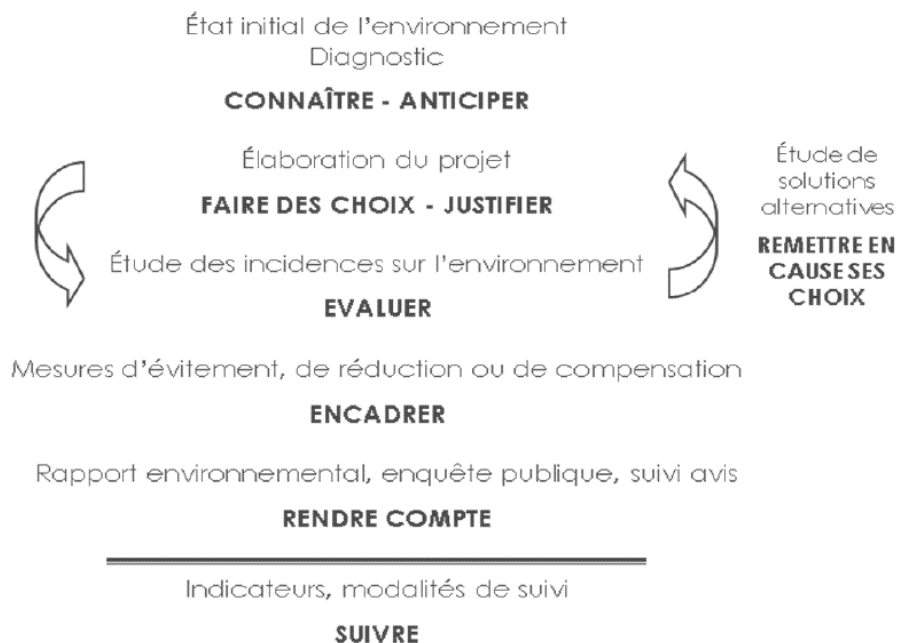 État initial de l'environnement
Diagnostic
CONNAÎTRE - ANTICIPER
Élaboration du projet
FAIRE DES CHOIX - JUSTIFIER
Étude des incidences sur l'environnement
EVALUER
Étude de
solutions
alternatives
REMETTRE EN
CAUSE SES
CHOIX
Mesures d'évitement, de réduction ou de compensation
ENCADRER
Rapport environnemental, enquête publique, suivi avis
RENDRE COMPTE
Indicateurs, modalités de suivi
SUIVRE